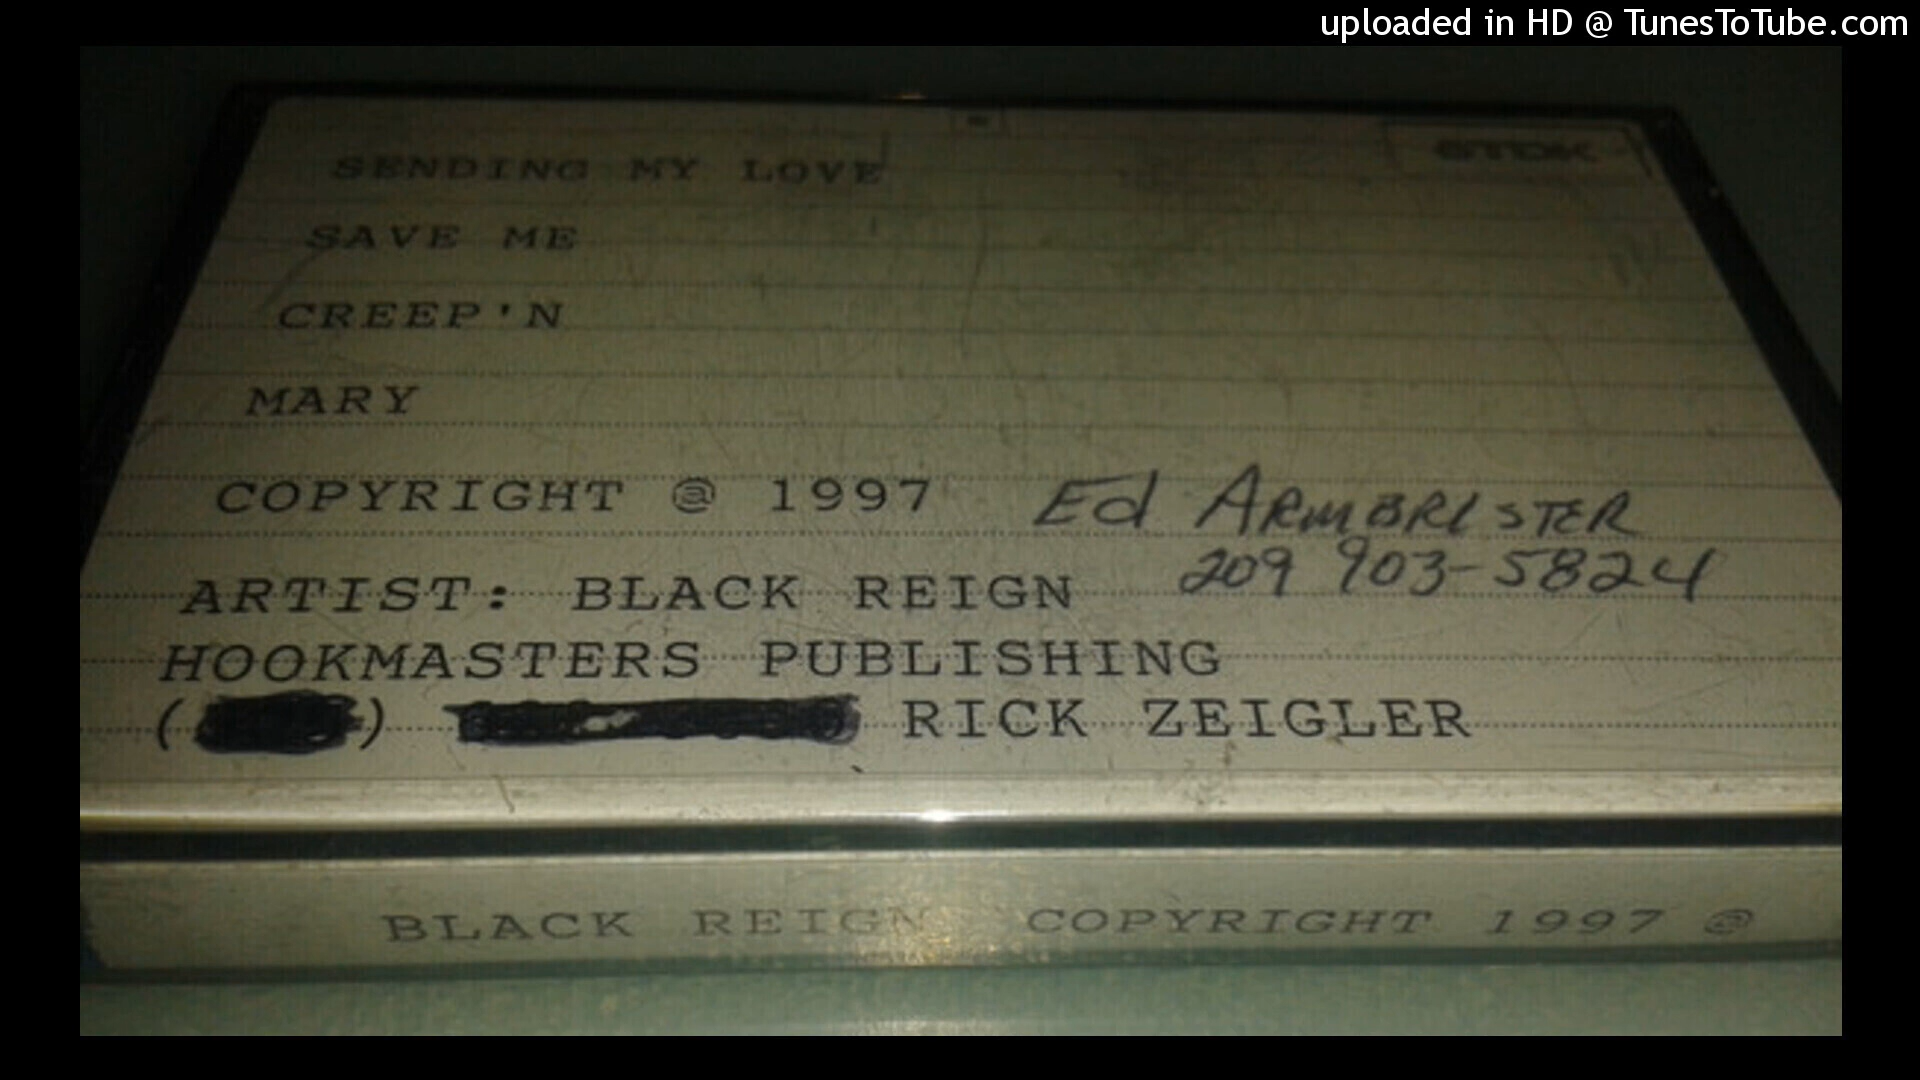 uploaded in HD @ TunesToTube.com
TDK
SENDING MY LOVE
SAVE ME
CREEP'N
MARY
COPYRIGHT @ 1997 Ed ARMBRISTER
209 903-5824
ARTIST: BLACK REIGN
HOOKMASTERS PUBLISHING
( ) RICK ZEIGLER
BLACK REIGN COPYRIGHT 1997 @